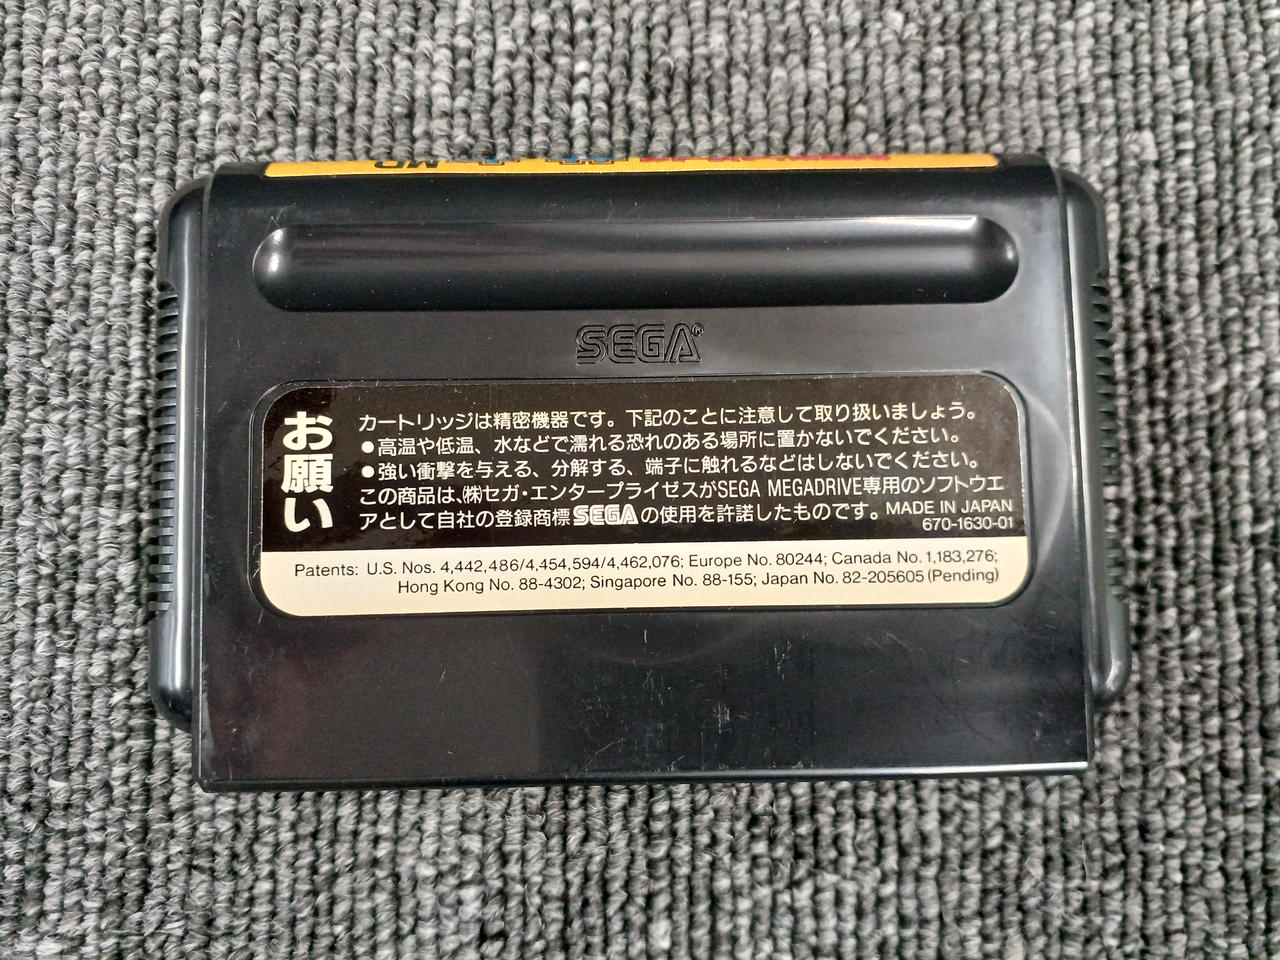 MD
SEGA®
お願い
カートリッジは精密機器です。下記のことに注意して取り扱いましょう。
●高温や低温、水などで濡れる恐れのある場所に置かないでください。
●強い衝撃を与える、分解する、端子に触れるなどはしないでください。
この商品は、㈱セガ・エンタープライゼスがSEGA MEGADRIVE専用のソフトウエ
アとして自社の登録商標SEGAの使用を許諾したものです。MADE IN JAPAN
670-1630-01
Patents: U.S. Nos. 4,442,486/4,454,594/4,462,076; Europe No. 80244; Canada No. 1,183,276;
Hong Kong No. 88-4302; Singapore No. 88-155; Japan No. 82-205605 (Pending)